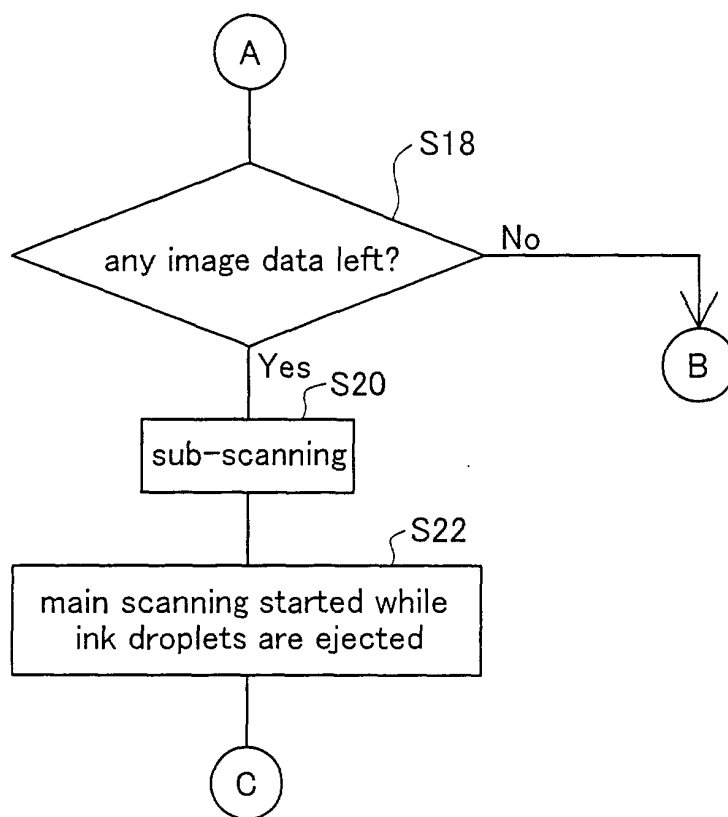 A
S18
any image data left?
No
B
Yes
S20
sub-scanning
S22
main scanning started while
ink droplets are ejected
C